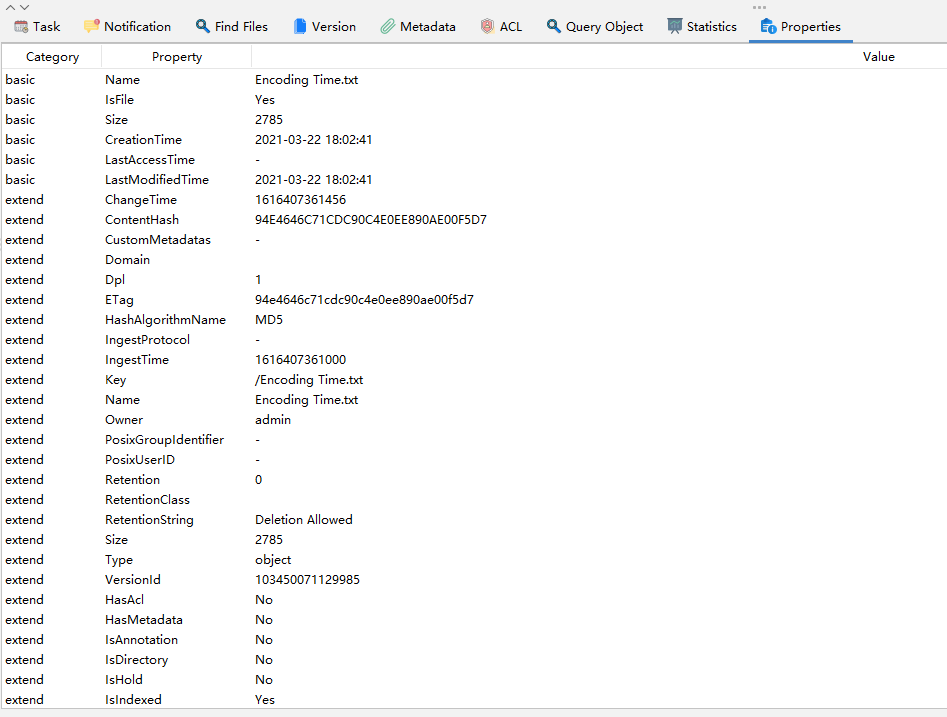 Task Notification Find Files Version Metadata ACL Query Object Statistics Properties
Category Property Value
basic Name Encoding Time.txt
basic IsFile Yes
basic Size 2785
basic CreationTime 2021-03-22 18:02:41
basic LastAccessTime -
basic LastModifiedTime 2021-03-22 18:02:41
extend ChangeTime 1616407361456
extend ContentHash 94E4646C71CDC90C4E0EE890AE00F5D7
extend CustomMetadatas -
extend Domain
extend Dpl 1
extend ETag 94e4646c71cdc90c4e0ee890ae00f5d7
extend HashAlgorithmName MD5
extend IngestProtocol -
extend IngestTime 1616407361000
extend Key /Encoding Time.txt
extend Name Encoding Time.txt
extend Owner admin
extend PosixGroupIdentifier -
extend PosixUserID -
extend Retention 0
extend RetentionClass
extend RetentionString Deletion Allowed
extend Size 2785
extend Type object
extend VersionId 103450071129985
extend HasAcl No
extend HasMetadata No
extend IsAnnotation No
extend IsDirectory No
extend IsHold No
extend IsIndexed Yes